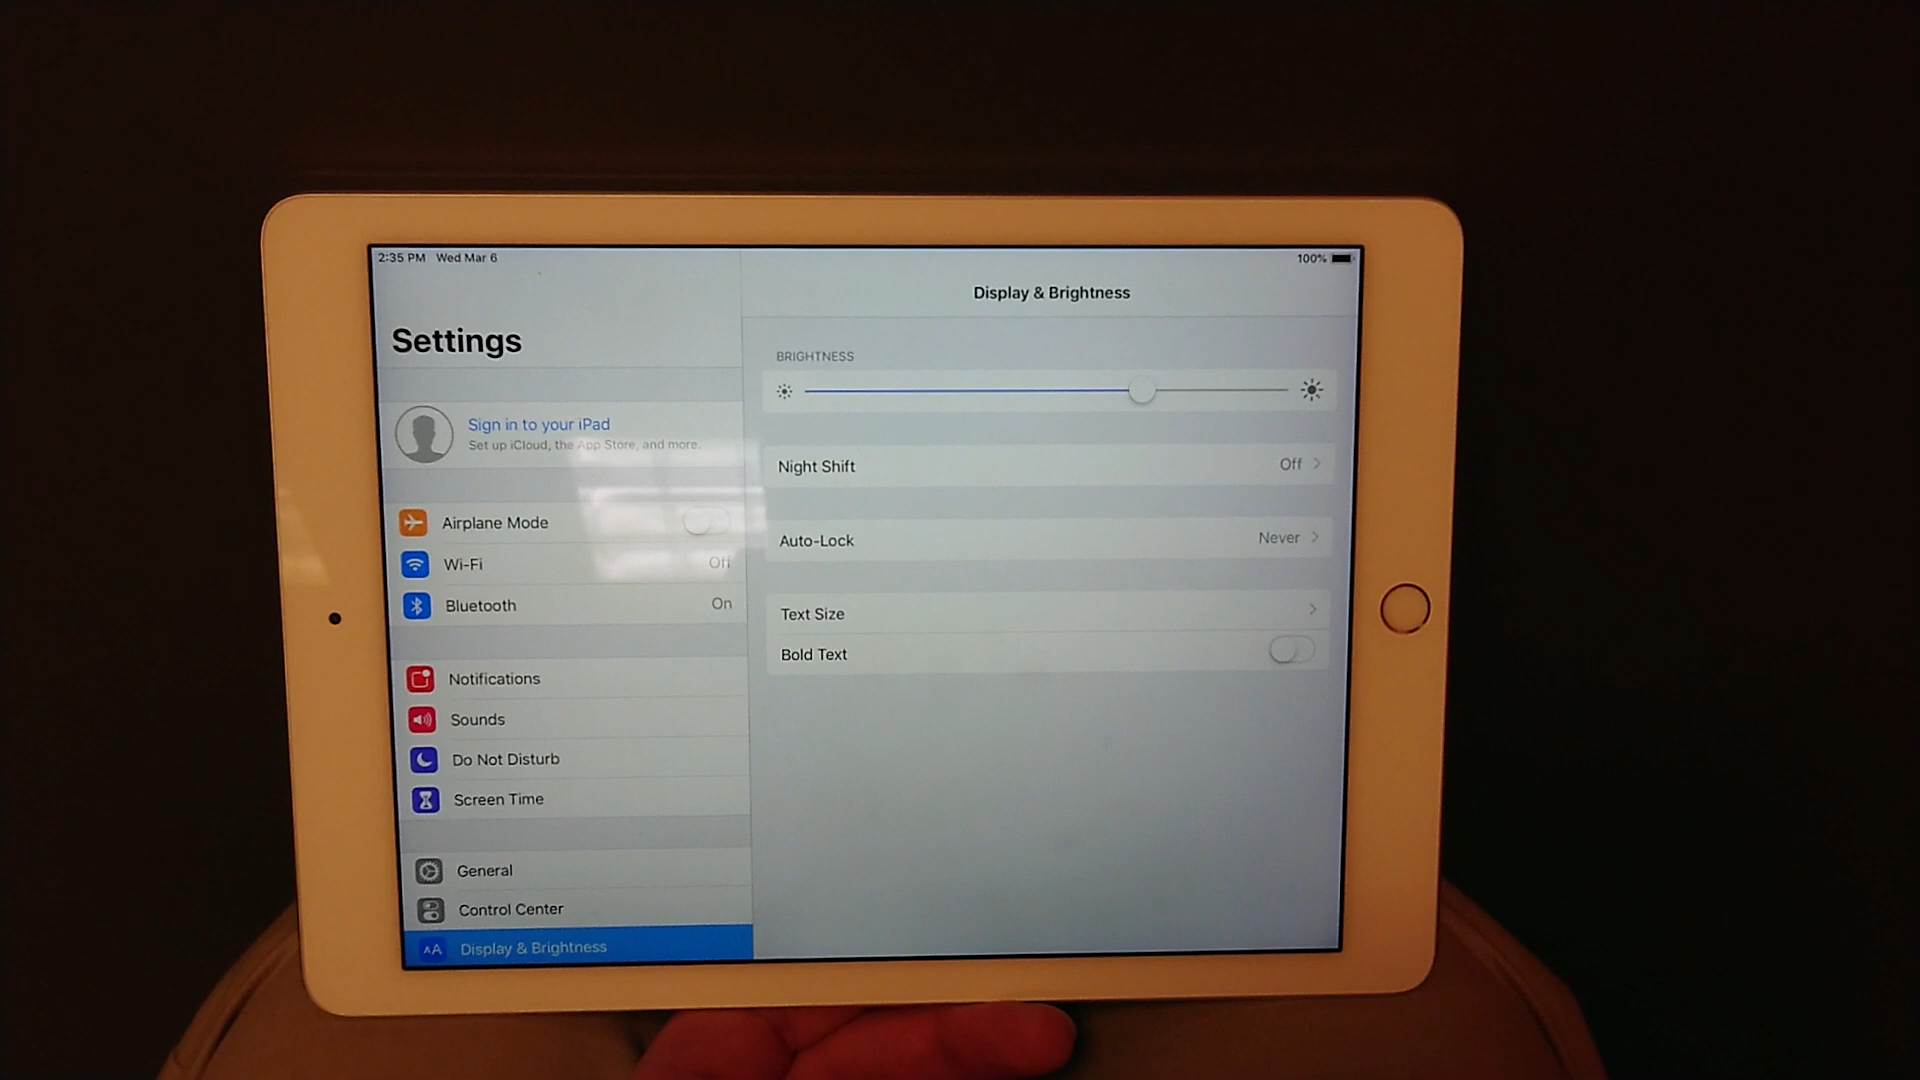 2:35 PM Wed Mar 6 100%
Settings
Sign in to your iPad
Set up iCloud, the App Store, and more.
Airplane Mode
Wi-Fi Off
Bluetooth On
Notifications
Sounds
Do Not Disturb
Screen Time
General
Control Center
AA Display & Brightness
Display & Brightness
BRIGHTNESS
Night Shift Off
Auto-Lock Never
Text Size
Bold Text